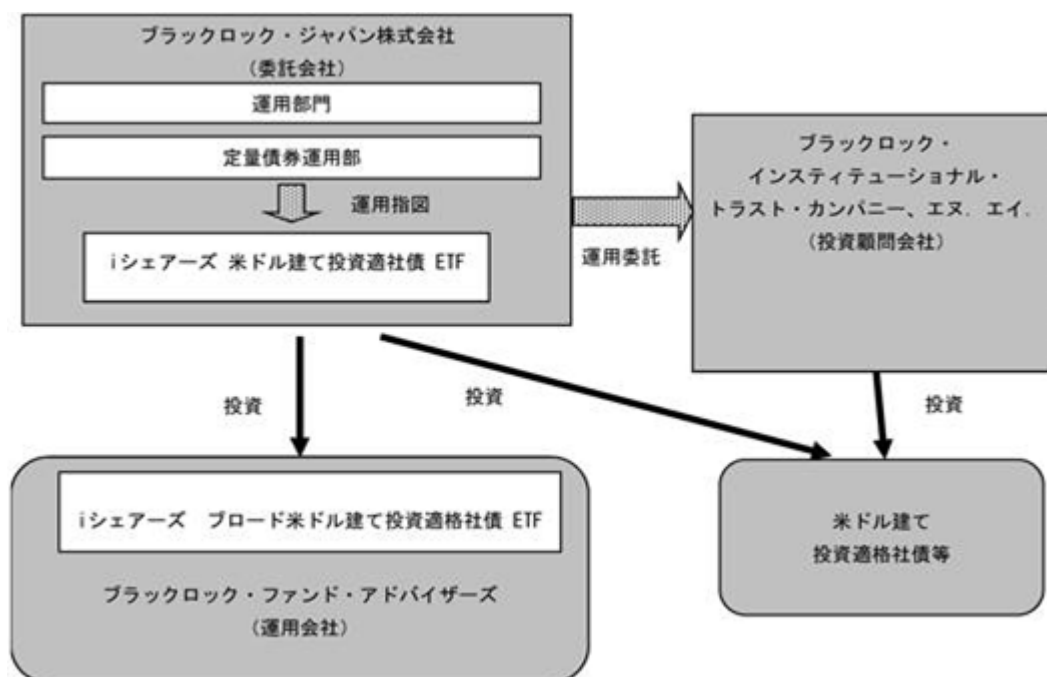 ブラックロック・ジャパン株式会社
（委託会社）
運用部門
定量債券運用部
運用指図
iシェアーズ 米ドル建て投資適社債 ETF
運用委託
ブラックロック・
インスティテューショナル・
トラスト・カンパニー、エヌ．エイ．
（投資顧問会社）
投資
投資
投資
iシェアーズ　ブロード米ドル建て投資適格社債 ETF
ブラックロック・ファンド・アドバイザーズ
（運用会社）
米ドル建て
投資適格社債等